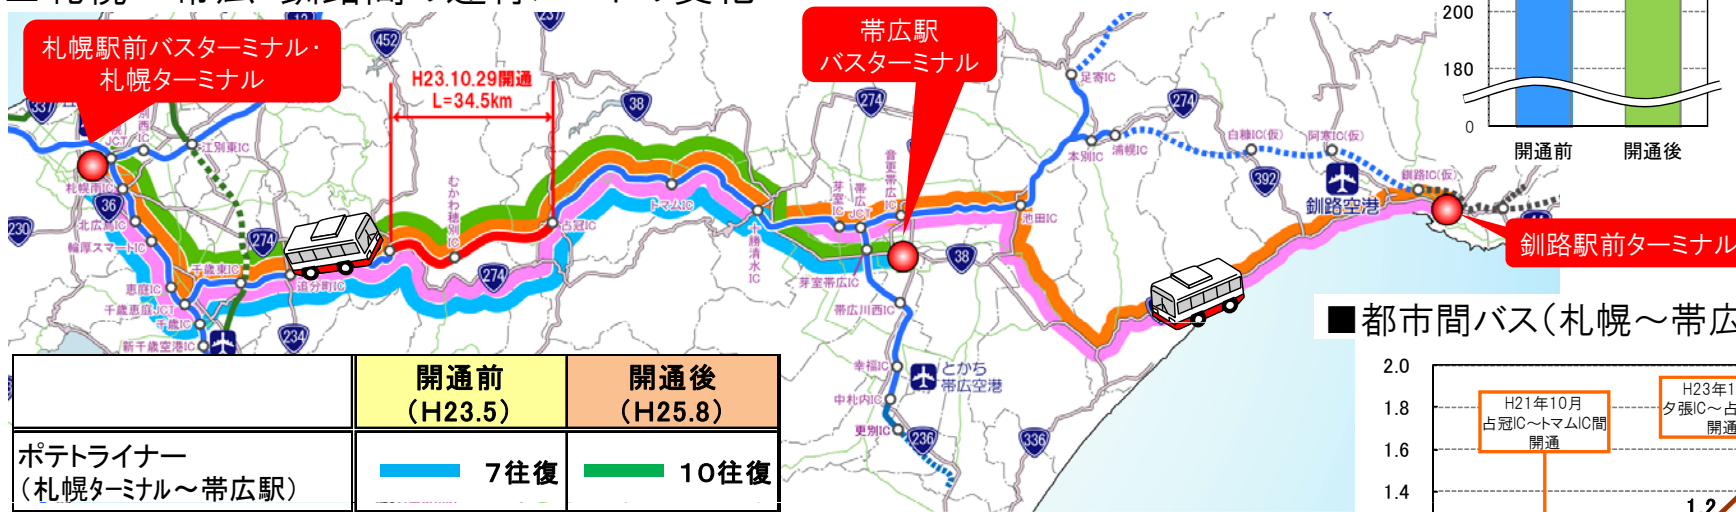 札幌駅前バスターミナル・
札幌ターミナル
帯広駅
バスターミナル
H23.10.29開通
L=34.5km
452
237
337
38
274
274
足寄IC
白糠IC(仮)
阿寒IC(仮)
本別IC
浦幌IC
392
釧路IC(仮)
釧路空港
釧路駅前ターミナル
江別東IC
札幌南IC
36
北広島IC
輪厚スマートIC
230
274
千歳東IC
恵庭IC
千歳恵庭JCT
千歳IC
新千歳空港IC
追分町IC
234
むかわ穂別IC
274
占冠IC
トマムIC
十勝清水IC
芽室IC
帯広JCT
音更帯広IC
池田IC
38
芽室帯広IC
帯広川西IC
幸福IC
とかち
帯広空港
中札内IC
更別IC
236
336
開通前
(H23.5)
開通後
(H25.8)
ポテトライナー
(札幌ターミナル～帯広駅)
7往復
10往復
200
180
0
開通前
開通後
■都市間バス(札幌～帯広
2.0
1.8
1.6
1.4
H21年10月
占冠IC～トマムIC間
開通
H23年1
夕張IC～占
開通
1.2